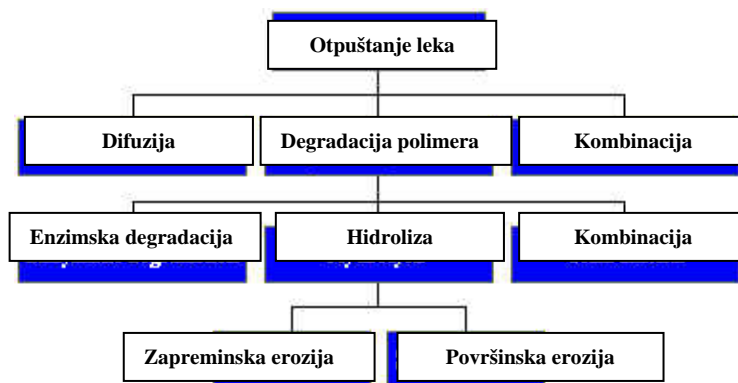 Otpuštanje leka
Difuzija
Degradacija polimera
Kombinacija
Enzimska degradacija
Hidroliza
Kombinacija
Zapreminska erozija
Površinska erozija